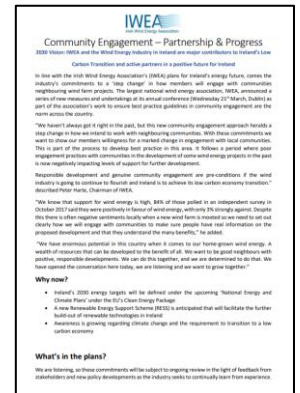 IWEA
Irish Wind Energy Association
Community Engagement – Partnership & Progress
2030 Vision: IWEA and the Wind Energy Industry in Ireland are major contributors to Ireland's Low
Carbon Transition and active partners in a positive future for Ireland
In line with the Irish Wind Energy Association's (IWEA) plans for Ireland's energy future, comes the
industry's commitments to a 'step change' in how members will engage with communities
neighbouring wind farm projects. The largest national wind energy association, IWEA, announced a
series of new measures and undertakings at its annual conference (Wednesday 21st March, Dublin) as
part of the association's work to ensure best practice guidelines in community engagement are the
norm across the country.
"We haven't always got it right in the past, but this new community engagement approach heralds a
step change in how we intend to work with neighbouring communities. With these commitments we
want to show our members willingness for a marked change in engagement with local communities.
This is part of the process to develop best practice in this area. It follows a period where poor
engagement practices with communities in the development of some wind energy projects in the past
is now negatively impacting levels of support for further development.
Responsible development and genuine community engagement are pre-conditions if the wind
industry is going to continue to flourish and Ireland is to achieve its low carbon economy transition."
described Peter Harte, Chairman of IWEA.
"We know that support for wind energy is high, 84% of those polled in an independent survey in
October 2017 said they were positively in favour of wind energy, with only 3% strongly against. Despite
this there is often negative sentiments locally when a new wind farm is mooted so we need to set out
clearly how we will engage with communities to make sure people have real information on the
proposed development and that they understand the many benefits," he added.
"We have enormous potential in this country when it comes to our home-grown wind energy. A
wealth of resources that can be developed to the benefit of all. We want to be good neighbours with
positive, responsible developments. We can do this together, and we are determined to do that. We
have opened the conversation here today, we are listening and we want to grow together."
Why now?
• Ireland's 2030 energy targets will be defined under the upcoming 'National Energy and
Climate Plans' under the EU's Clean Energy Package
• A new Renewable Energy Support Scheme (RESS) is anticipated that will facilitate the further
build-out of renewable technologies in Ireland
• Awareness is growing regarding climate change and the requirement to transition to a low
carbon economy
What's in the plans?
We are listening, so these commitments will be subject to ongoing review in the light of feedback from
stakeholders and new policy developments as the industry seeks to continually learn from experience.